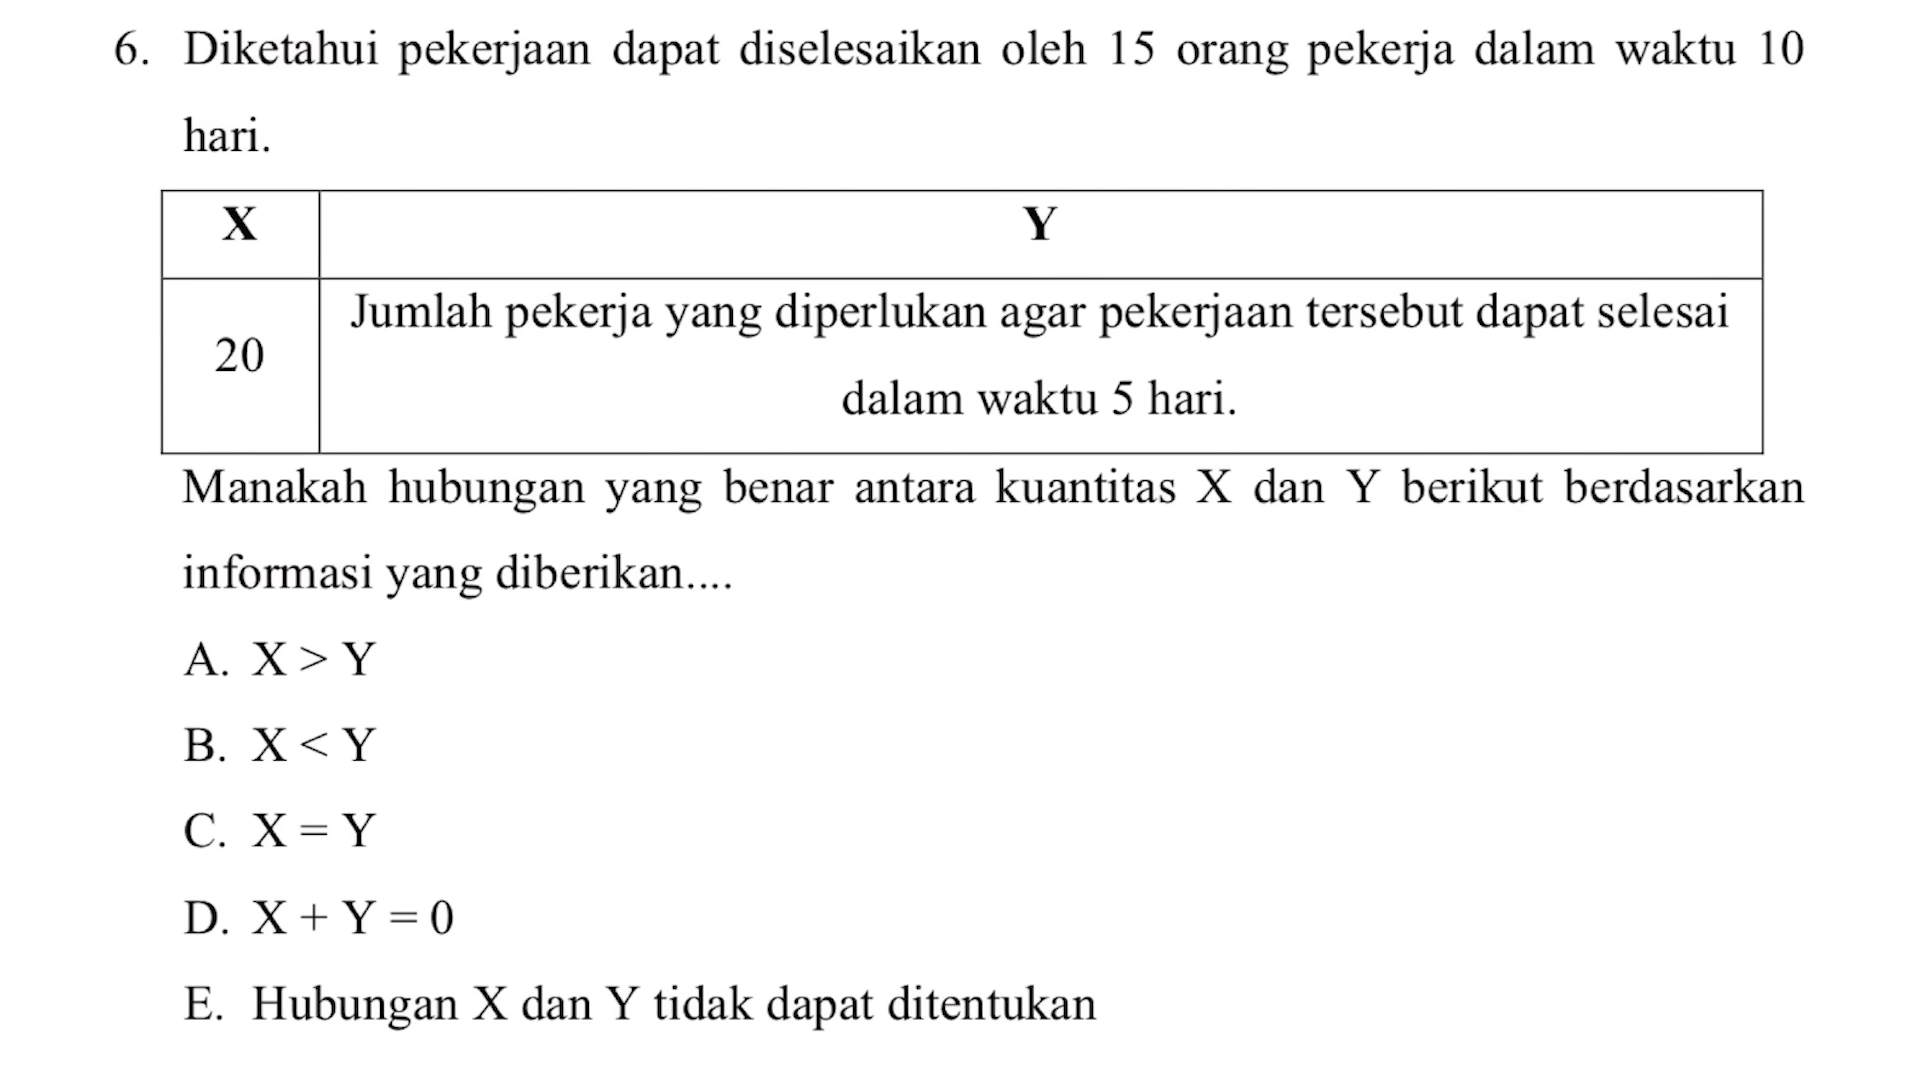 6. Diketahui pekerjaan dapat diselesaikan oleh 15 orang pekerja dalam waktu 10
hari.
X
Y
20
Jumlah pekerja yang diperlukan agar pekerjaan tersebut dapat selesai
dalam waktu 5 hari.
Manakah hubungan yang benar antara kuantitas X dan Y berikut berdasarkan
informasi yang diberikan....
A. X > Y
B. X < Y
C. X = Y
D. X + Y = 0
E. Hubungan X dan Y tidak dapat ditentukan